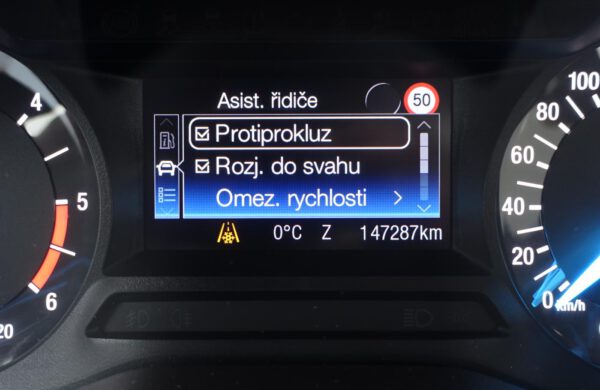 Asist. řidiče
50
Protiprokluz
Rozj. do svahu
Omez. rychlosti
0°C Z 147287km
4
5
6
20
100
80
60
40
20
0
km/h